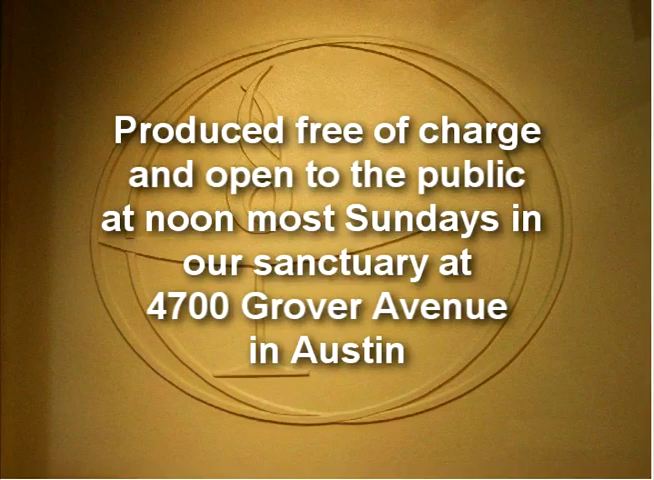 Produced free of charge
and open to the public
at noon most Sundays in
our sanctuary at
4700 Grover Avenue
in Austin